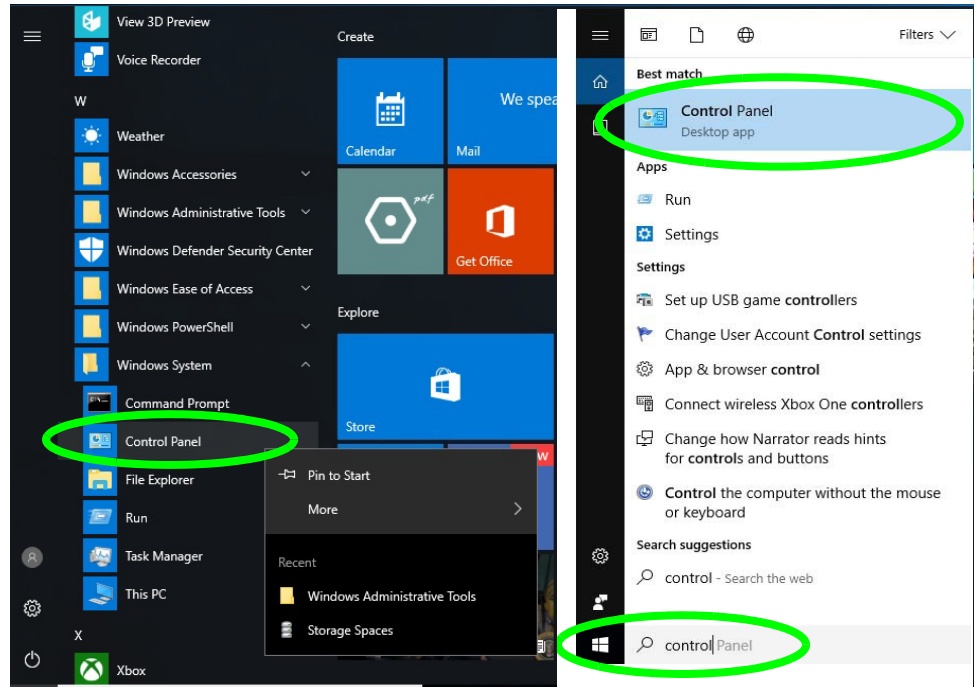 View 3D Preview
Voice Recorder
W
Weather
Windows Accessories
Windows Administrative Tools
Windows Defender Security Center
Windows Ease of Access
Windows PowerShell
Windows System
Command Prompt
Control Panel
File Explorer
Run
Task Manager
This PC
X
Xbox
Create
Calendar
We spea
Mail
pdf
Get Office
Explore
Store
W
Pin to Start
More
Recent
Windows Administrative Tools
Storage Spaces
Filters
Best match
Control Panel
Desktop app
Apps
Run
Settings
Settings
Set up USB game controllers
Change User Account Control settings
App & browser control
Connect wireless Xbox One controllers
Change how Narrator reads hints
for controls and buttons
Control the computer without the mouse
or keyboard
Search suggestions
control - Search the web
control Panel